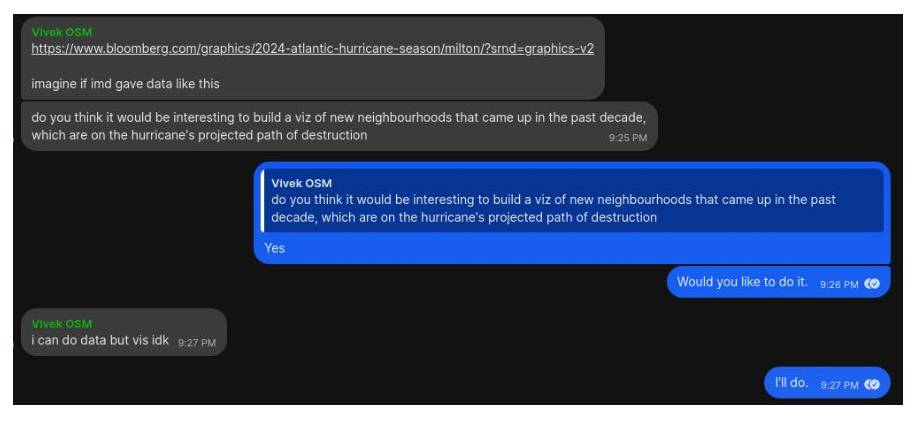 Vivek OSM
https://www.bloomberg.com/graphics/2024-atlantic-hurricane-season/milton/?srnd=graphics-v2
imagine if imd gave data like this
do you think it would be interesting to build a viz of new neighbourhoods that came up in the past decade,
which are on the hurricane's projected path of destruction
9:25 PM
Vivek OSM
do you think it would be interesting to build a viz of new neighbourhoods that came up in the past
decade, which are on the hurricane's projected path of destruction
Yes
Would you like to do it. 9:26 PM
Vivek OSM
i can do data but vis idk 9:27 PM
I'll do. 9:27 PM